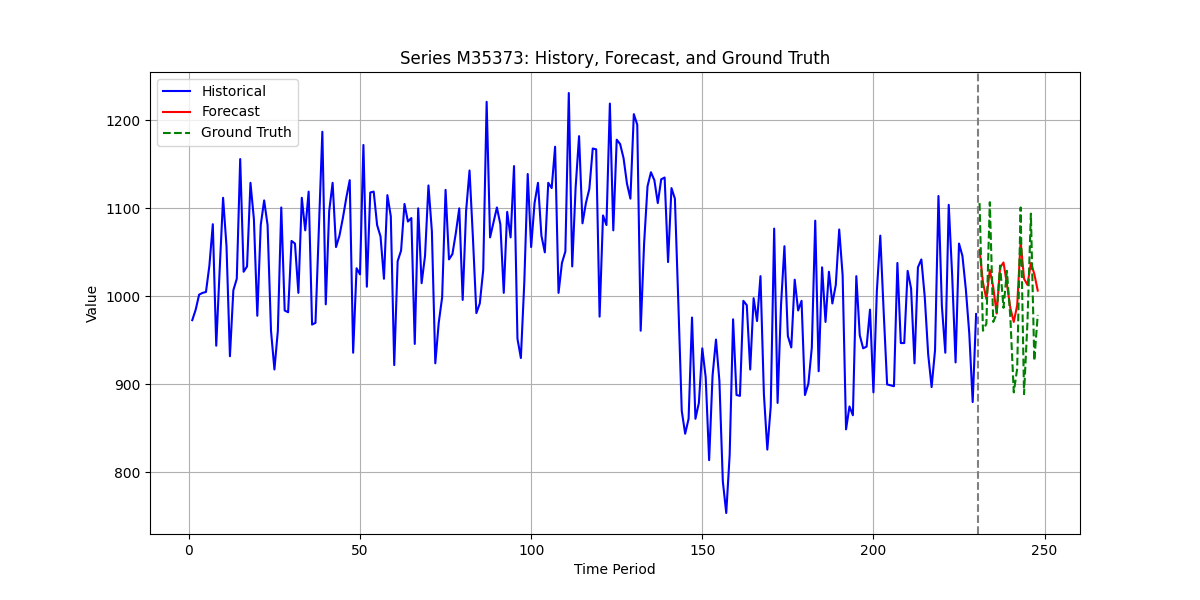 Series M35373: History, Forecast, and Ground Truth
Historical
Forecast
Ground Truth
1200
1100
1000
900
800
Value
0
50
100
150
200
250
Time Period